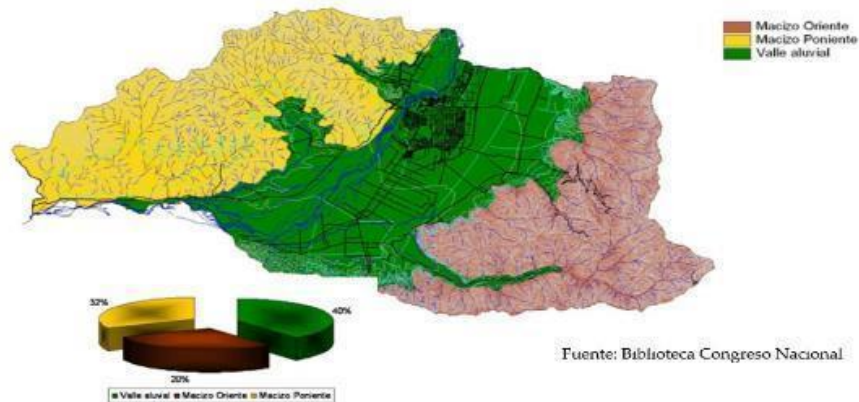 Macizo Oriente
Macizo Poniente
Valle aluvial
32%
40%
Fuente: Biblioteca Congreso Nacional
20%
Valle aluvial Macizo Oriente Macizo Poniente